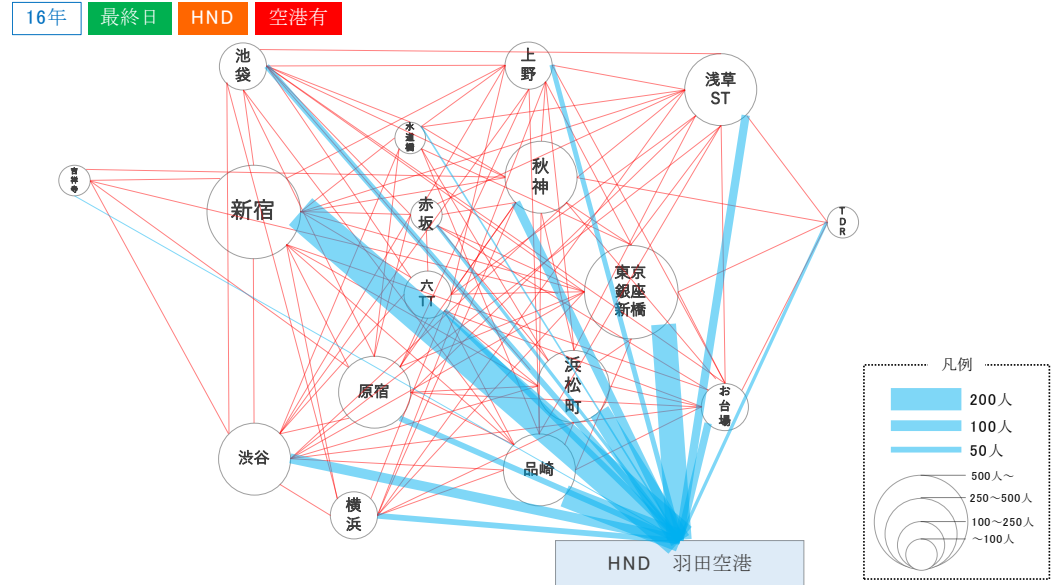 16年 最終日 HND 空港有
池
袋
上
野
浅草
ST
水
道
橋
秋
神
吉
祥
寺
新宿
赤
坂
T
D
R
六
TT
東京
銀座
新橋
浜
松
町
原宿
お
台
場
渋谷
品崎
横
浜
HND 羽田空港
凡例
200人
100人
50人
500人～
250～500人
100～250人
～100人